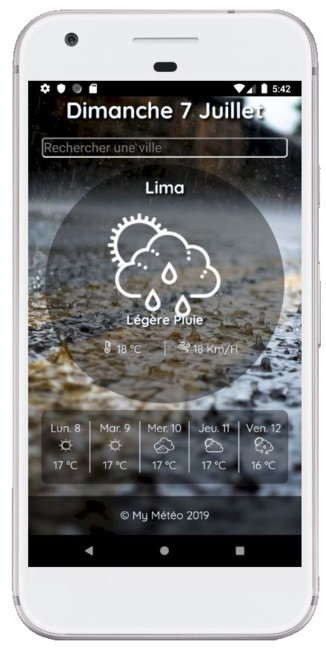 5:42
Dimanche 7 Juillet
Rechercher une ville
Lima
Légère Pluie
18 °C 18 Km/H
Lun. 8 Mar. 9 Mer. 10 Jeu. 11 Ven. 12
17 °C 17 °C 17 °C 17 °C 16 °C
© My Météo 2019